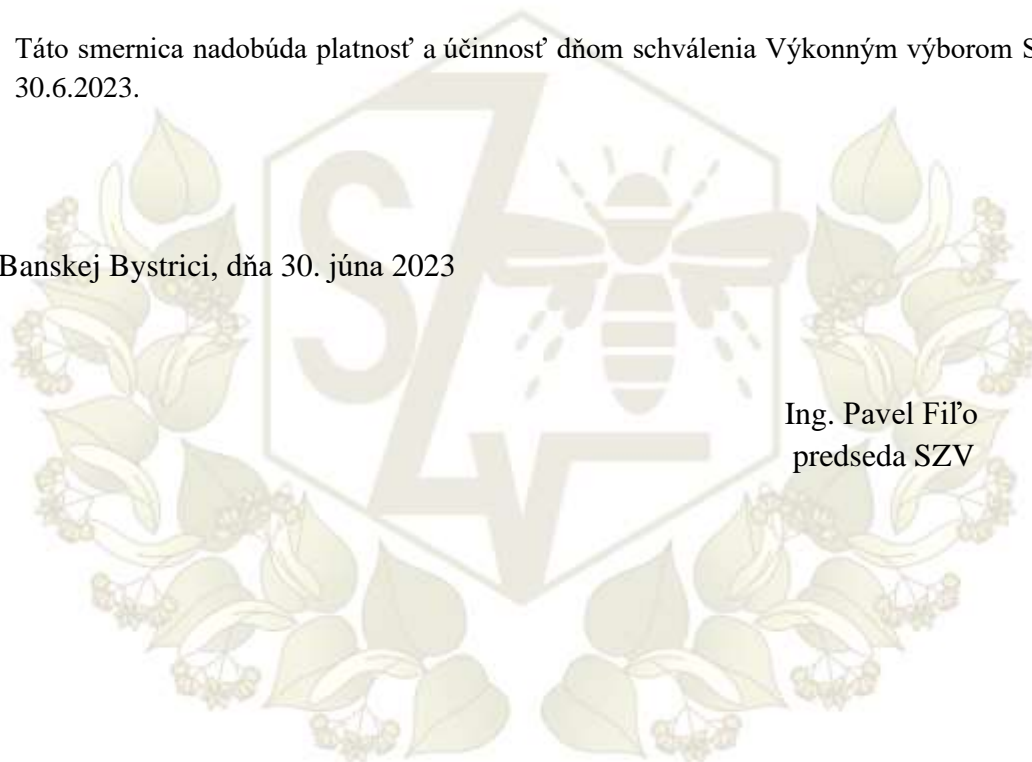 Táto smernica nadobúda platnosť a účinnosť dňom schválenia Výkonným výborom S
30.6.2023.
Banskej Bystrici, dňa 30. júna 2023
Ing. Pavel Fiľo
predseda SZV
SZV